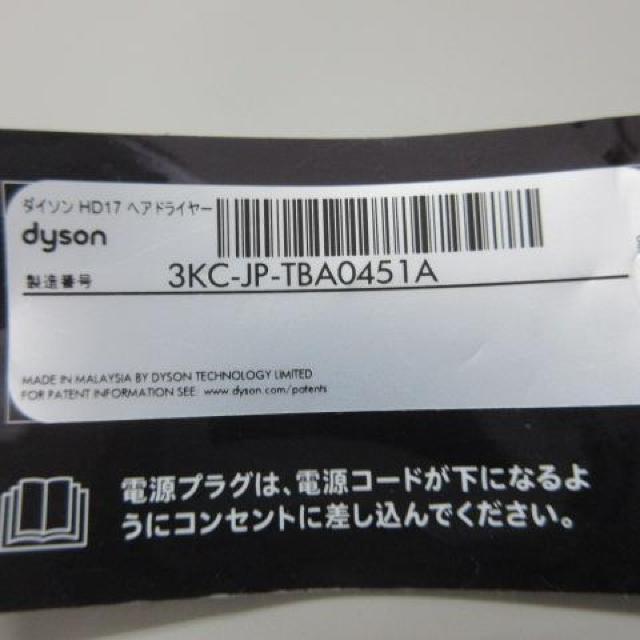 ダイソン HD17 ヘアドライヤー
dyson
製造番号 3KC-JP-TBA0451A
MADE IN MALAYSIA BY DYSON TECHNOLOGY LIMITED
FOR PATENT INFORMATION SEE: www.dyson.com/patents
電源プラグは、電源コードが下になるよ
うにコンセントに差し込んでください。